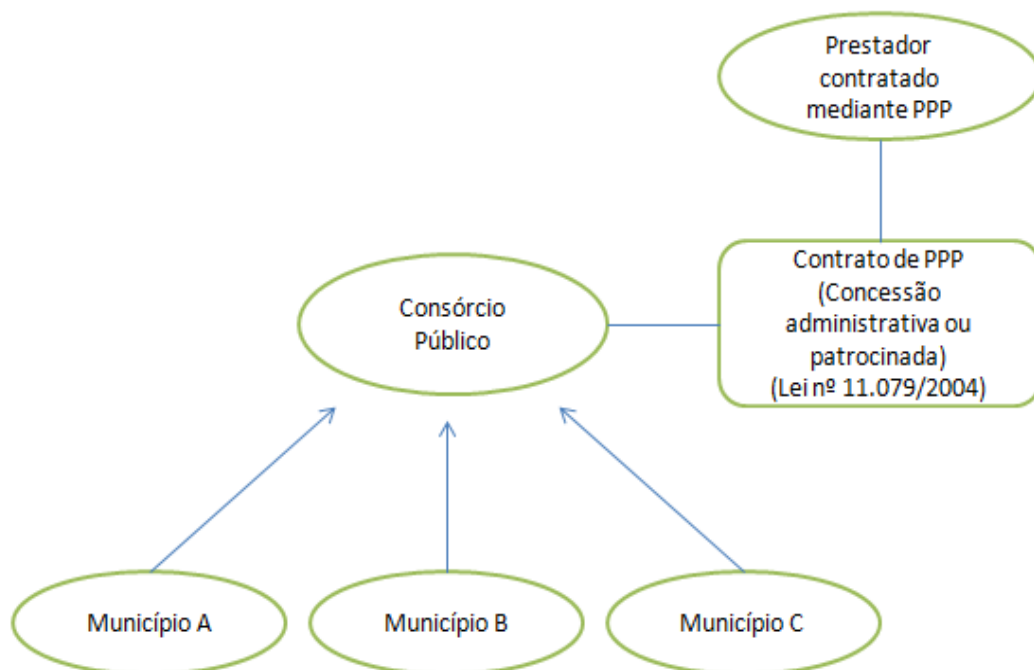 Prestador
contratado
mediante PPP
Contrato de PPP
(Concessão
administrativa ou
patrocinada)
(Lei nº 11.079/2004)
Consórcio
Público
Município A
Município B
Município C